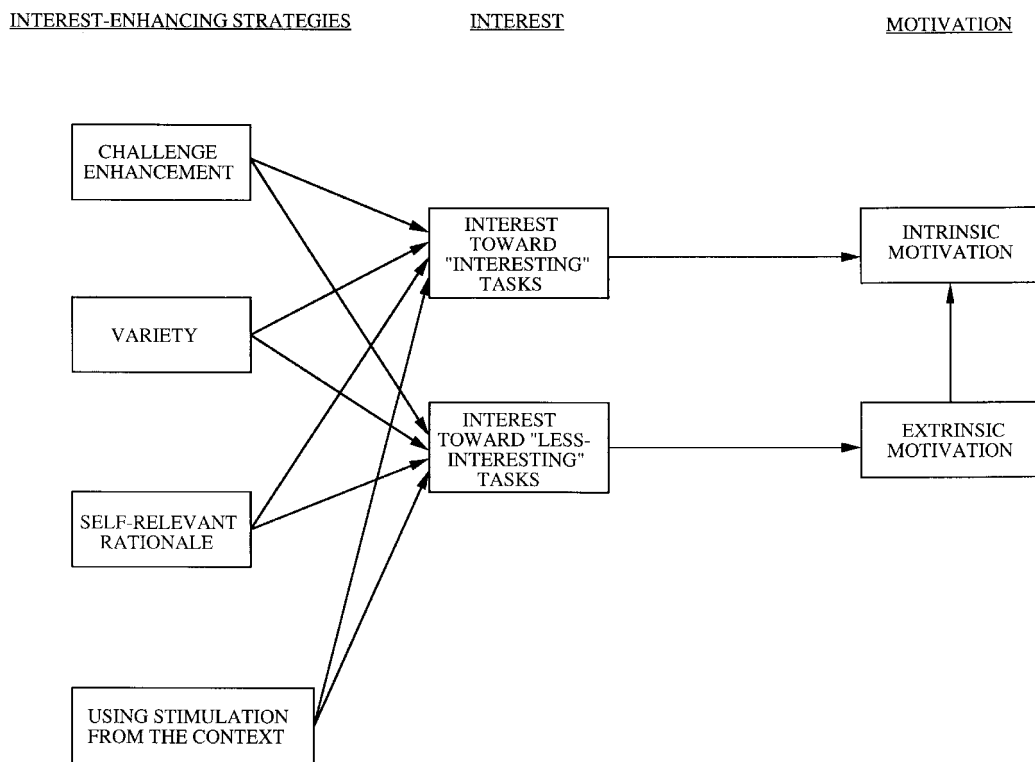 INTEREST-ENHANCING STRATEGIES
INTEREST
MOTIVATION
CHALLENGE
ENHANCEMENT
VARIETY
SELF-RELEVANT
RATIONALE
USING STIMULATION
FROM THE CONTEXT
INTEREST
TOWARD
"INTERESTING"
TASKS
INTEREST
TOWARD "LESS-
INTERESTING"
TASKS
INTRINSIC
MOTIVATION
EXTRINSIC
MOTIVATION